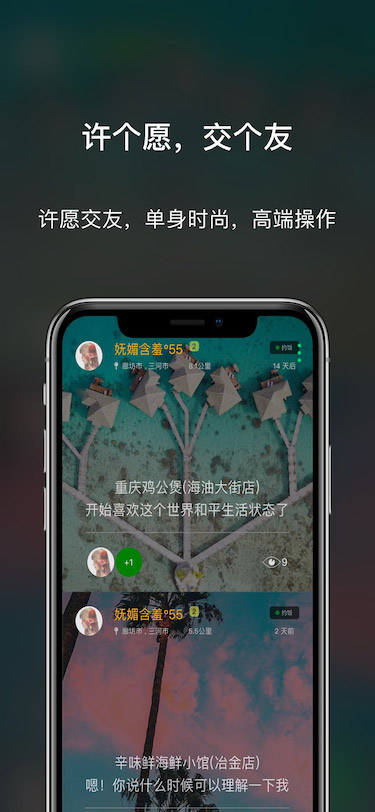 许个愿，交个友
许愿交友，单身时尚，高端操作
妩媚含羞°55 2 约饭
廊坊市 , 三河市 8.1公里 14 天后
重庆鸡公煲(海油大街店)
开始喜欢这个世界和平生活状态了
+1 9
妩媚含羞°55 2 约饭
廊坊市 , 三河市 5.5公里 2 天前
辛味鲜海鲜小馆(冶金店)
嗯！你说什么时候可以理解一下我